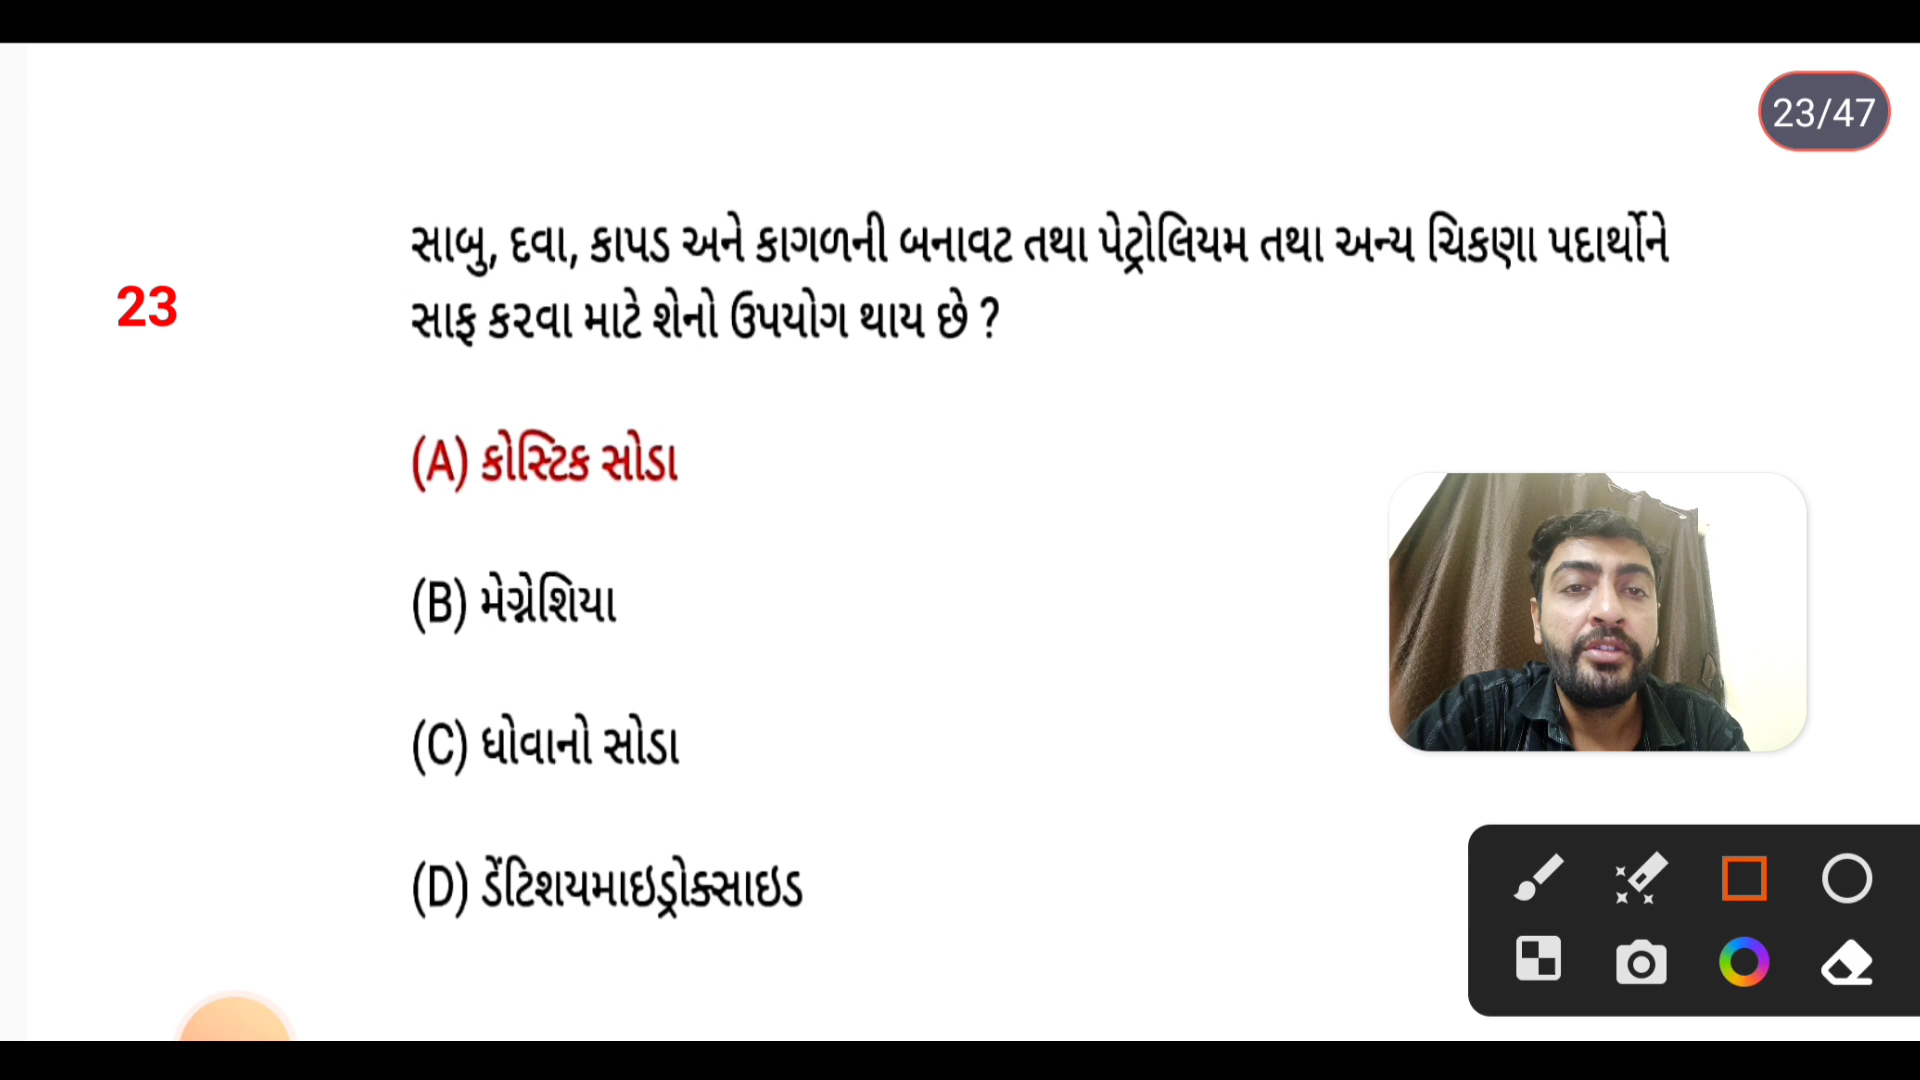 23/47
સાબુ, દવા, કાપડ અને કાગળની બનાવટ તથા પેટ્રોલિયમ તથા અન્ય ચિકણા પદાર્થોને
23
સાફ કરવા માટે શેનો ઉપયોગ થાય છે ?
(A) કોસ્ટિક સોડા
(B) મેગ્નેશિયા
(C) ધોવાનો સોડા
(D) ડેંટિશયમાઇડ્રોક્સાઇડ